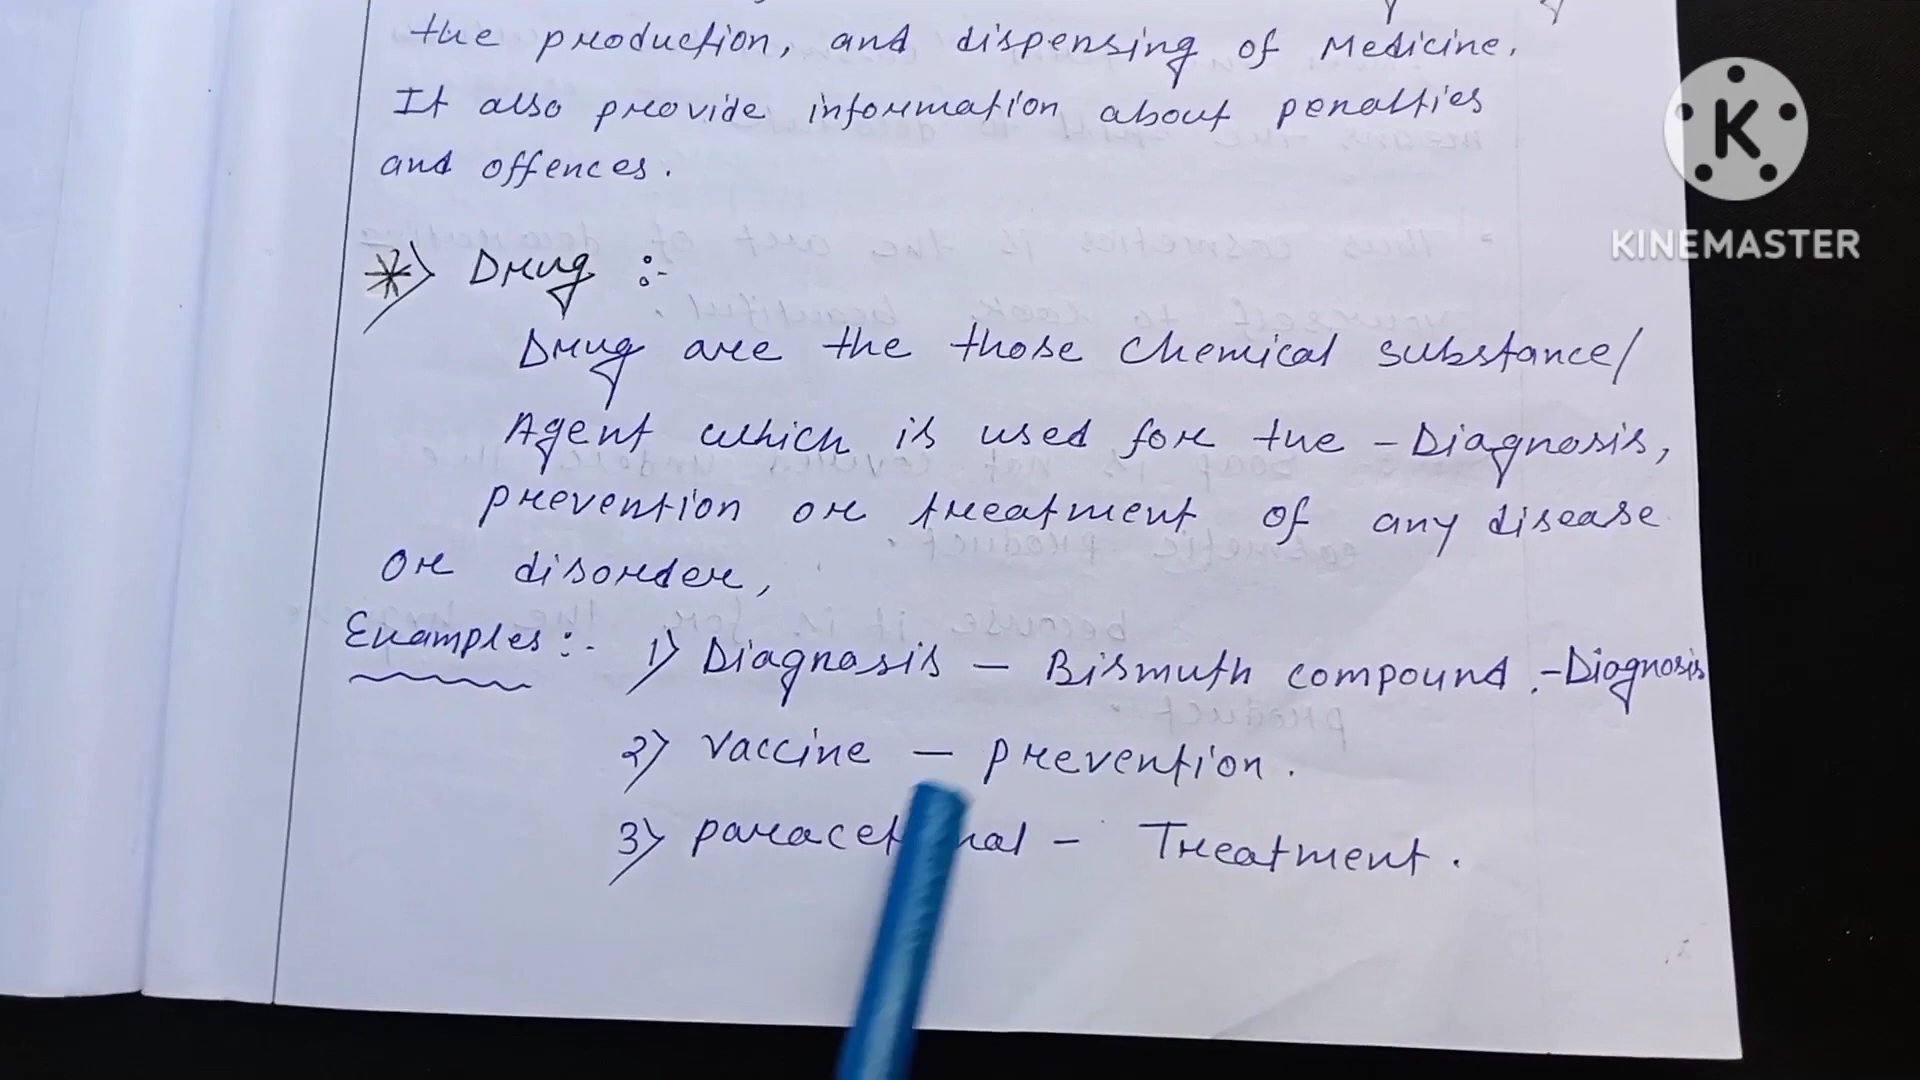 the production, and dispensing of Medicine.
It also provide information about penalties
and offences.
*> Drug :-
Drug are the those chemical substance/
Agent which is used for the - Diagnosis,
prevention or treatment of any disease
or disorder,
Examples :- 1) Diagnosis - Bismuth compound. - Diagnosis
2) Vaccine - prevention.
3) - Treatment.
K
KINEMASTER